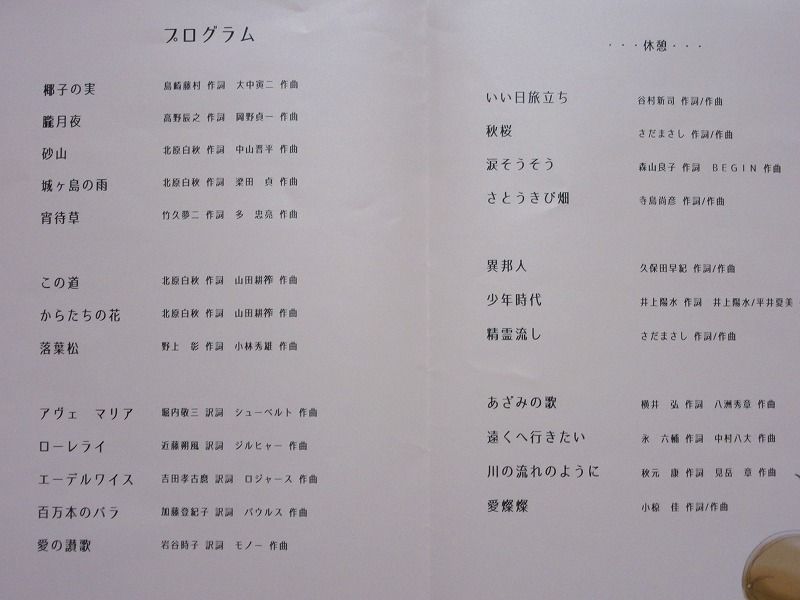 プログラム
椰子の実 島崎藤村 作詞 大中寅二 作曲
朧月夜 高野辰之 作詞 岡野貞一 作曲
砂山 北原白秋 作詞 中山晋平 作曲
城ヶ島の雨 北原白秋 作詞 梁田 貞 作曲
宵待草 竹久夢二 作詞 多 忠亮 作曲
この道 北原白秋 作詞 山田耕筰 作曲
からたちの花 北原白秋 作詞 山田耕筰 作曲
落葉松 野上 彰 作詞 小林秀雄 作曲
アヴェ マリア 堀内敬三 訳詞 シューベルト 作曲
ローレライ 近藤朔風 訳詞 ジルヒャー 作曲
エーデルワイス 吉田孝古麿 訳詞 ロジャース 作曲
百万本のバラ 加藤登紀子 訳詞 パウルス 作曲
愛の讃歌 岩谷時子 訳詞 モノー 作曲
・・・休憩・・・
いい日旅立ち 谷村新司 作詞/作曲
秋桜 さだまさし 作詞/作曲
涙そうそう 森山良子 作詞 BEGIN 作曲
さとうきび畑 寺島尚彦 作詞/作曲
異邦人 久保田早紀 作詞/作曲
少年時代 井上陽水 作詞 井上陽水/平井夏美
精霊流し さだまさし 作詞/作曲
あざみの歌 横井 弘 作詞 八洲秀章 作曲
遠くへ行きたい 永 六輔 作詞 中村八大 作曲
川の流れのように 秋元 康 作詞 見岳 章 作曲
愛燦燦 小椋 佳 作詞/作曲